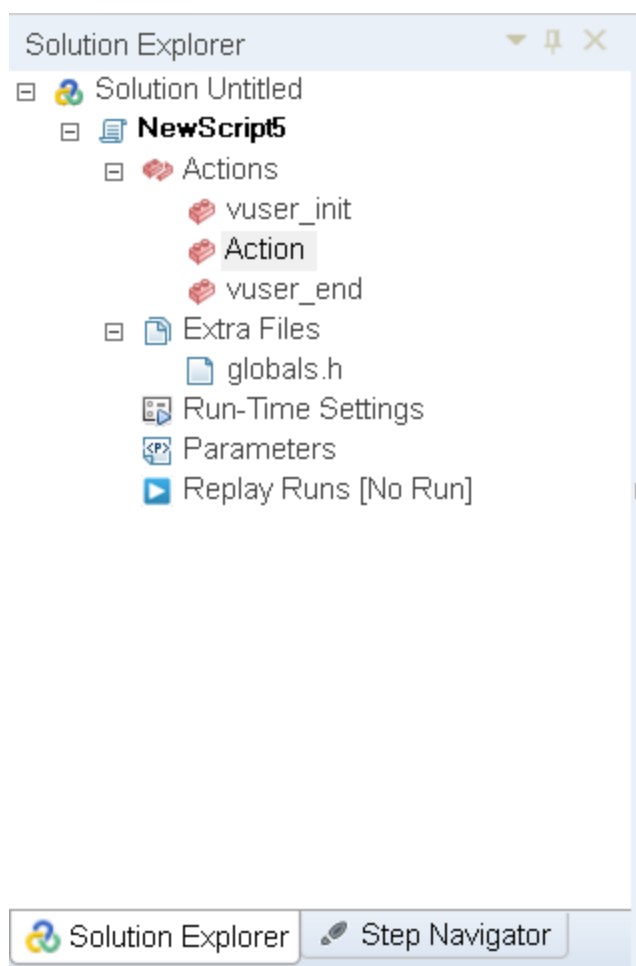 Solution Explorer
Solution Untitled
NewScript5
Actions
vuser_init
Action
vuser_end
Extra Files
globals.h
Run-Time Settings
<P>
Parameters
Replay Runs [No Run]
Solution Explorer
Step Navigator